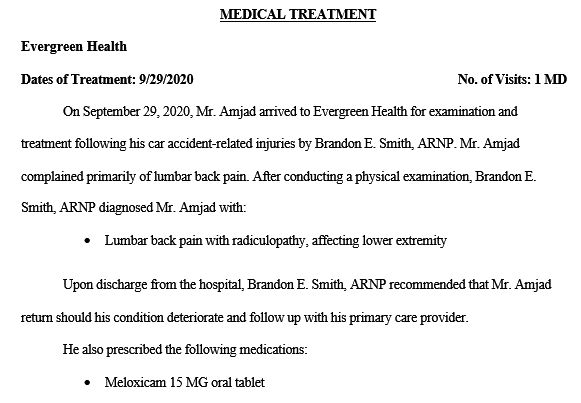 MEDICAL TREATMENT
Evergreen Health
Dates of Treatment: 9/29/2020 No. of Visits: 1 MD
On September 29, 2020, Mr. Amjad arrived to Evergreen Health for examination and
treatment following his car accident-related injuries by Brandon E. Smith, ARNP. Mr. Amjad
complained primarily of lumbar back pain. After conducting a physical examination, Brandon E.
Smith, ARNP diagnosed Mr. Amjad with:
• Lumbar back pain with radiculopathy, affecting lower extremity
Upon discharge from the hospital, Brandon E. Smith, ARNP recommended that Mr. Amjad
return should his condition deteriorate and follow up with his primary care provider.
He also prescribed the following medications:
• Meloxicam 15 MG oral tablet